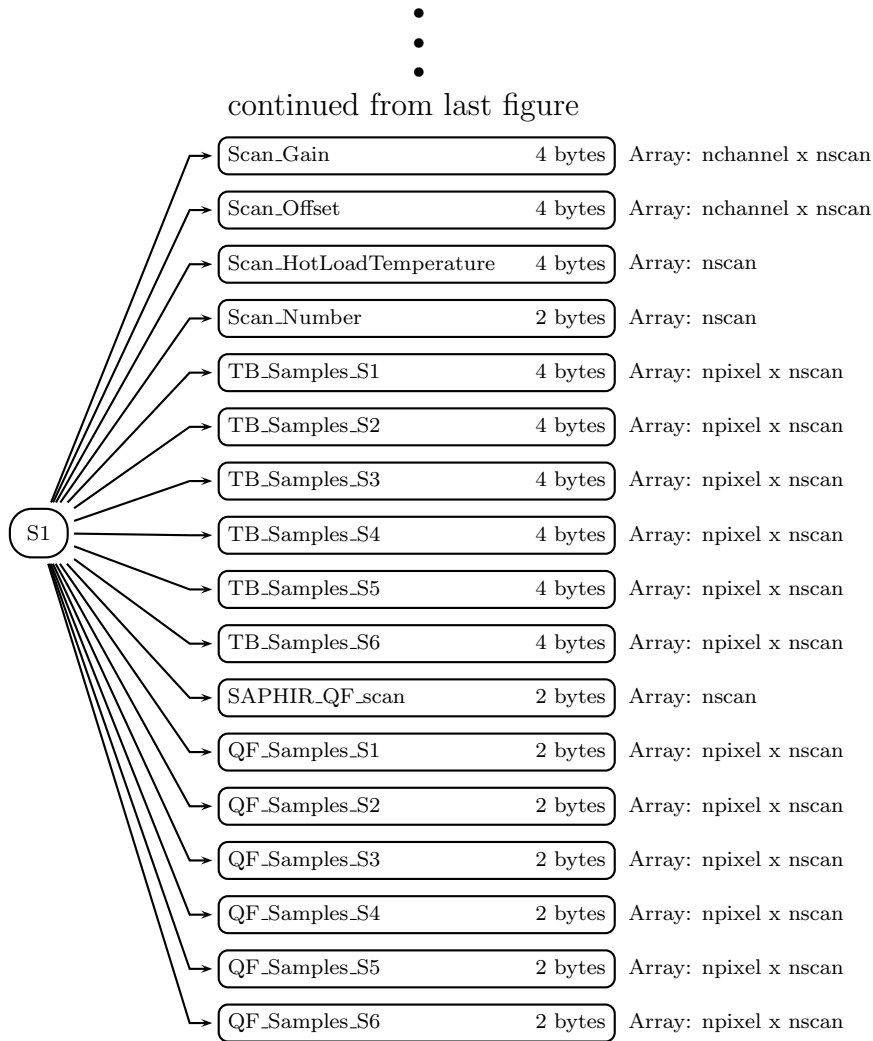 continued from last figure
Scan_Gain 4 bytes Array: nchannel x nscan
Scan_Offset 4 bytes Array: nchannel x nscan
Scan_HotLoadTemperature 4 bytes Array: nscan
Scan_Number 2 bytes Array: nscan
TB_Samples_S1 4 bytes Array: npixel x nscan
TB_Samples_S2 4 bytes Array: npixel x nscan
TB_Samples_S3 4 bytes Array: npixel x nscan
S1
TB_Samples_S4 4 bytes Array: npixel x nscan
TB_Samples_S5 4 bytes Array: npixel x nscan
TB_Samples_S6 4 bytes Array: npixel x nscan
SAPHIR_QF_scan 2 bytes Array: nscan
QF_Samples_S1 2 bytes Array: npixel x nscan
QF_Samples_S2 2 bytes Array: npixel x nscan
QF_Samples_S3 2 bytes Array: npixel x nscan
QF_Samples_S4 2 bytes Array: npixel x nscan
QF_Samples_S5 2 bytes Array: npixel x nscan
QF_Samples_S6 2 bytes Array: npixel x nscan